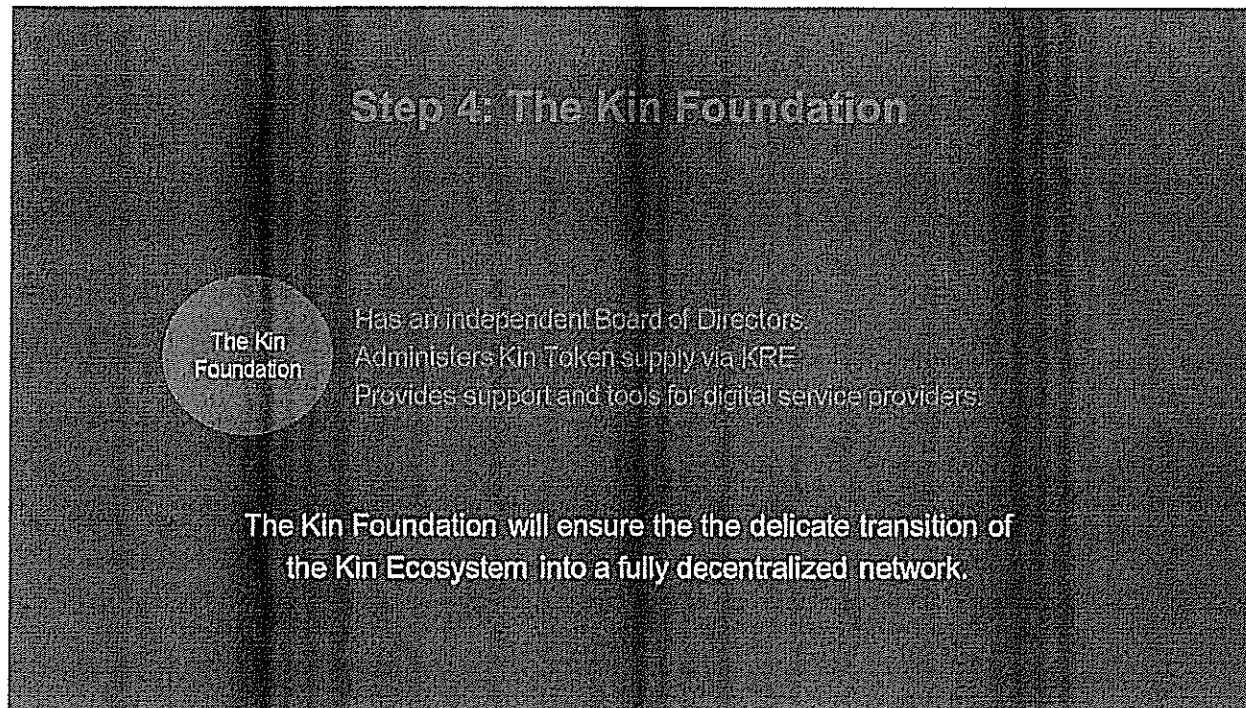 Step 4: The Kin Foundation
The Kin
Foundation
Has an independent Board of Directors.
Administers Kin Token supply via KRE
Provides support and tools for digital service providers.
The Kin Foundation will ensure the the delicate transition of
the Kin Ecosystem into a fully decentralized network.